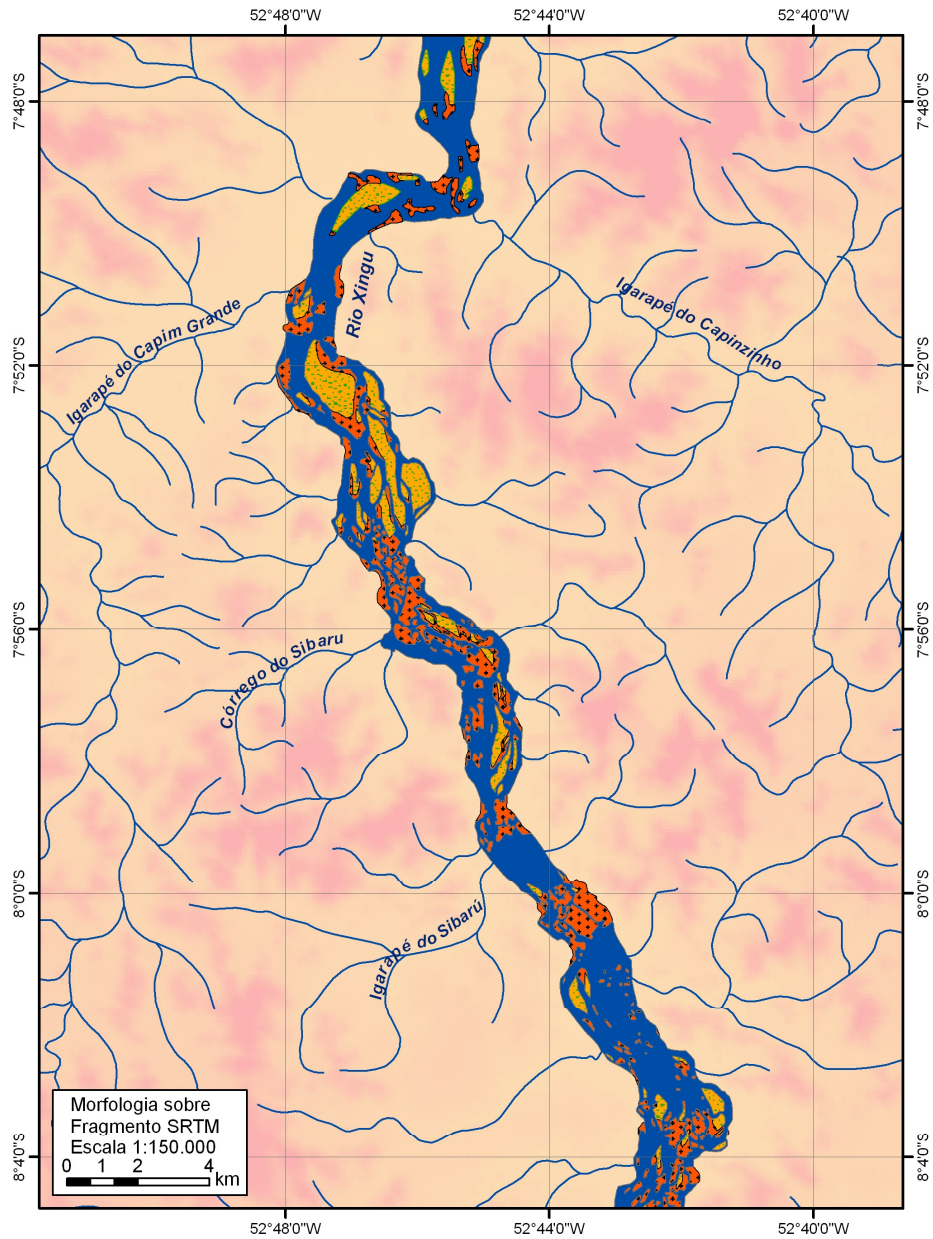 52°48'0"W 52°44'0"W 52°40'0"W
7°48'0"S 7°48'0"S
Rio Xingu
Igarapé do Capinzinho
Igarapé do Capim Grande
7°52'0"S 7°52'0"S
7°56'0"S 7°56'0"S
Córrego do Sibaru
8°0'0"S 8°0'0"S
Igarapé do Sibarú
Morfologia sobre
Fragmento SRTM
Escala 1:150.000
0 1 2 4
km
8°4'0"S 8°4'0"S
52°48'0"W 52°44'0"W 52°40'0"W